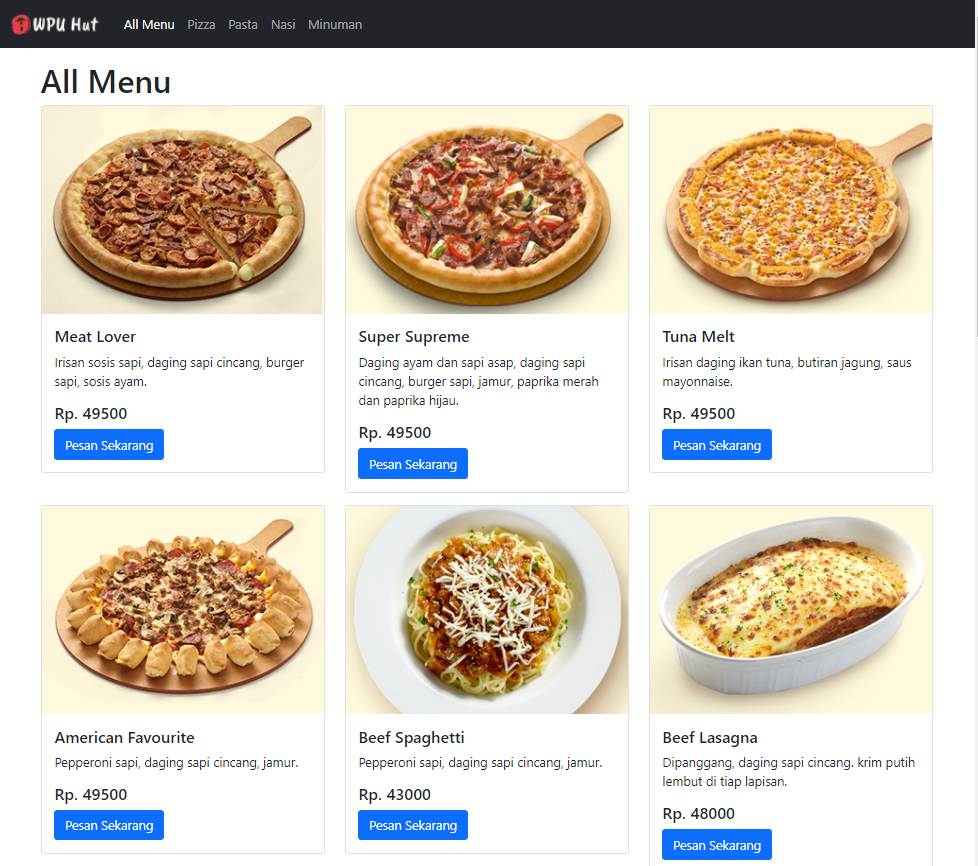 WPU Hut
All Menu Pizza Pasta Nasi Minuman
All Menu
Meat Lover
Irisan sosis sapi, daging sapi cincang, burger
sapi, sosis ayam.
Rp. 49500
Pesan Sekarang
Super Supreme
Daging ayam dan sapi asap, daging sapi
cincang, burger sapi, jamur, paprika merah
dan paprika hijau.
Rp. 49500
Pesan Sekarang
Tuna Melt
Irisan daging ikan tuna, butiran jagung, saus
mayonnaise.
Rp. 49500
Pesan Sekarang
American Favourite
Pepperoni sapi, daging sapi cincang, jamur.
Rp. 49500
Pesan Sekarang
Beef Spaghetti
Pepperoni sapi, daging sapi cincang, jamur.
Rp. 43000
Pesan Sekarang
Beef Lasagna
Dipanggang, daging sapi cincang. krim putih
lembut di tiap lapisan.
Rp. 48000
Pesan Sekarang